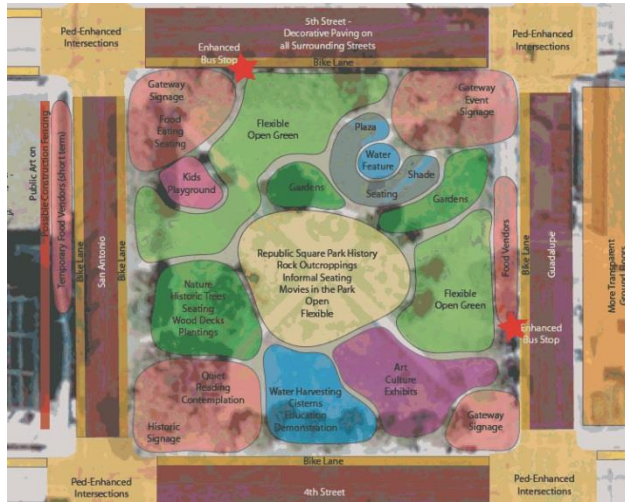 Ped-Enhanced
Intersections
5th Street -
Decorative Paving on
all Surrounding Streets
Ped-Enhanced
Intersections
Enhanced
Bus Stop
Bike Lane
Gateway
Signage
Food
Eating
Seating
Flexible
Open Green
Plaza
Water
Feature
Shade
Seating
Gateway
Event
Signage
Kids
Playground
Gardens
Gardens
Public Art on
Possible Construction Fencing
Temporary Food Vendors (short term)
Bike Lane
San Antonio
Bike Lane
Republic Square Park History
Rock Outcroppings
Informal Seating
Movies in the Park
Open
Flexible
Food Vendors
Bike Lane
Guadalupe
More Transparent
Ground Floors
Nature
Historic Trees
Seating
Wood Decks
Plantings
Flexible
Open Green
Enhanced
Bus Stop
Quiet
Reading
Contemplation
Historic
Signage
Water Harvesting
Cisterns
Education
Demonstration
Art
Culture
Exhibits
Gateway
Signage
Bike Lane
Ped-Enhanced
Intersections
4th Street
Ped-Enhanced
Intersections